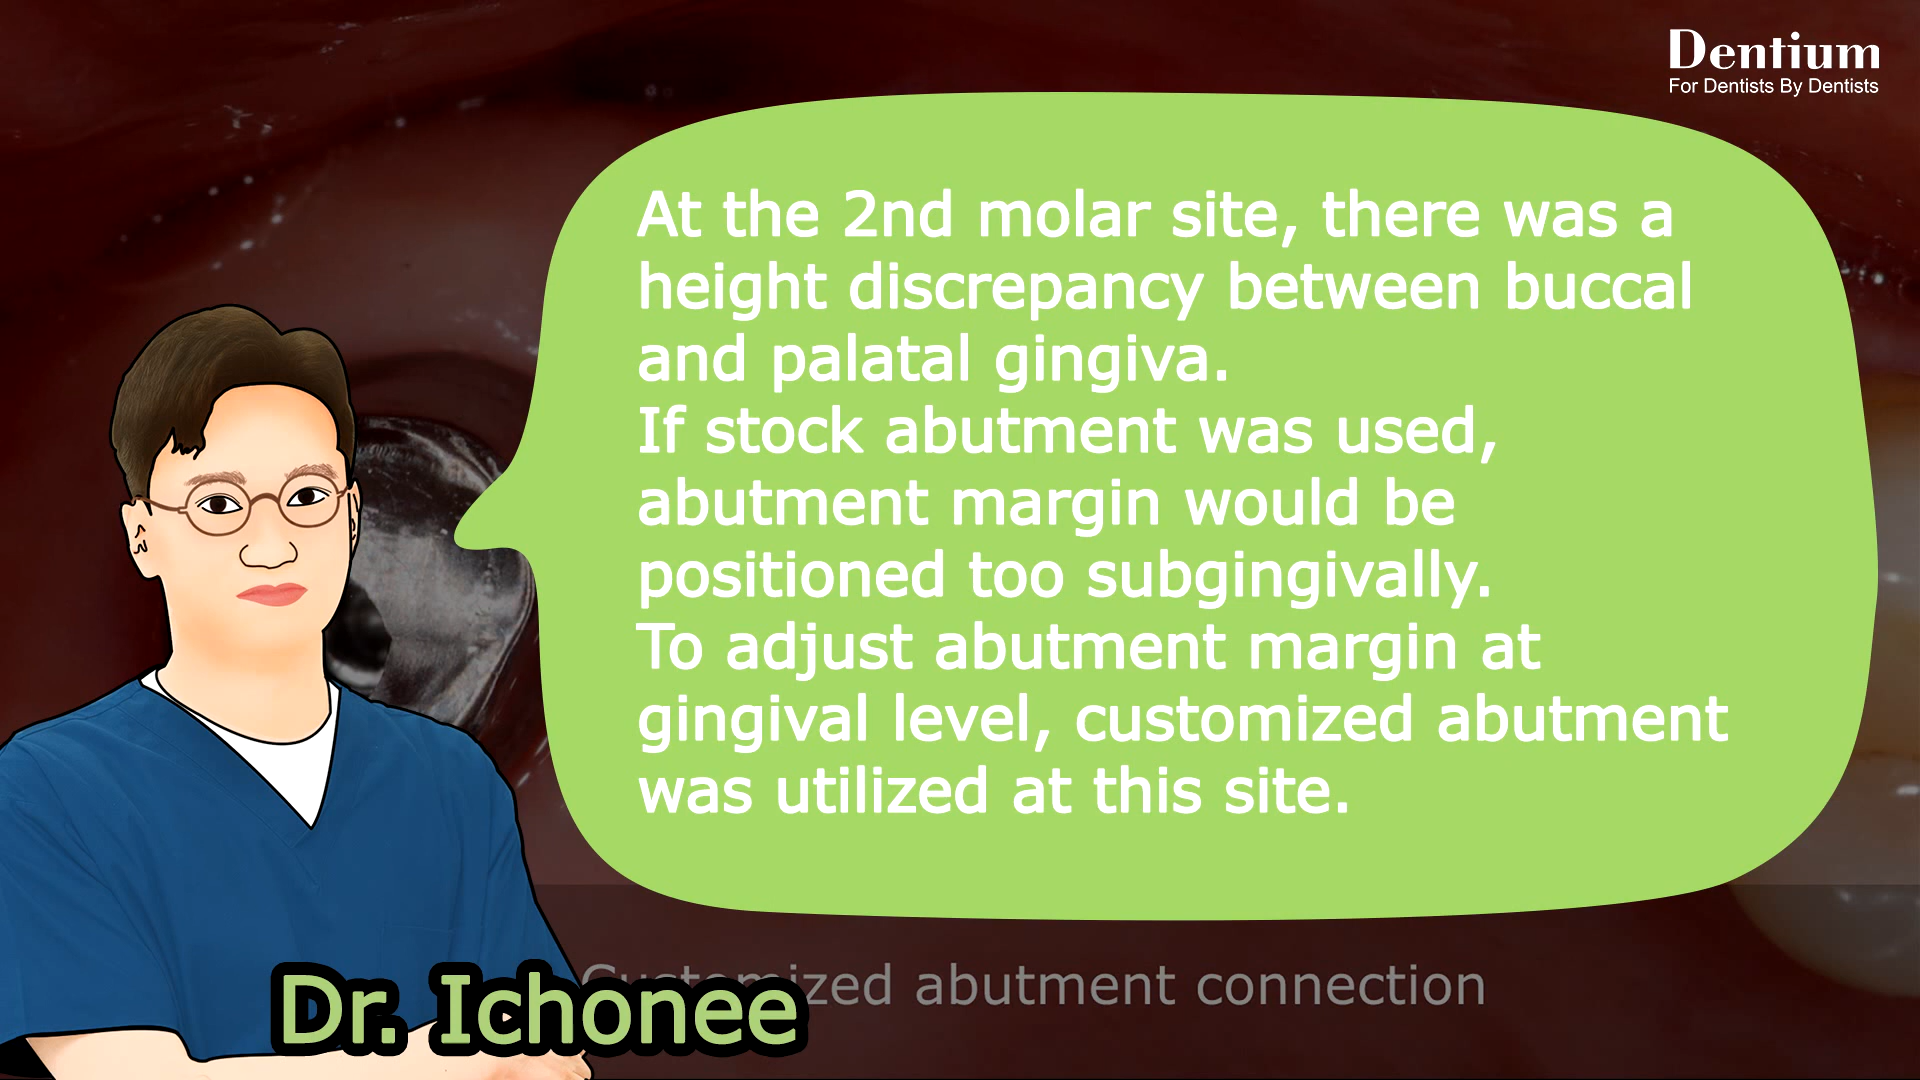 Dentium
For Dentists By Dentists
At the 2nd molar site, there was a
height discrepancy between buccal
and palatal gingiva.
If stock abutment was used,
abutment margin would be
positioned too subgingivally.
To adjust abutment margin at
gingival level, customized abutment
was utilized at this site.
Customized abutment connection
Dr. Ichonee